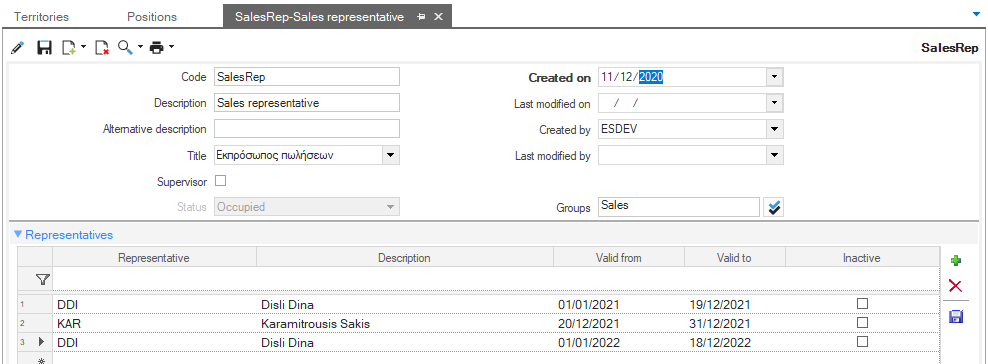 Territories Positions SalesRep-Sales representative
SalesRep
Code SalesRep Created on 11/12/2020
Description Sales representative Last modified on / /
Alternative description Created by ESDEV
Title Εκπρόσωπος πωλήσεων Last modified by
Supervisor
Status Occupied Groups Sales
Representatives
Representative Description Valid from Valid to Inactive
1 DDI Disli Dina 01/01/2021 19/12/2021
2 KAR Karamitrousis Sakis 20/12/2021 31/12/2021
3 DDI Disli Dina 01/01/2022 18/12/2022